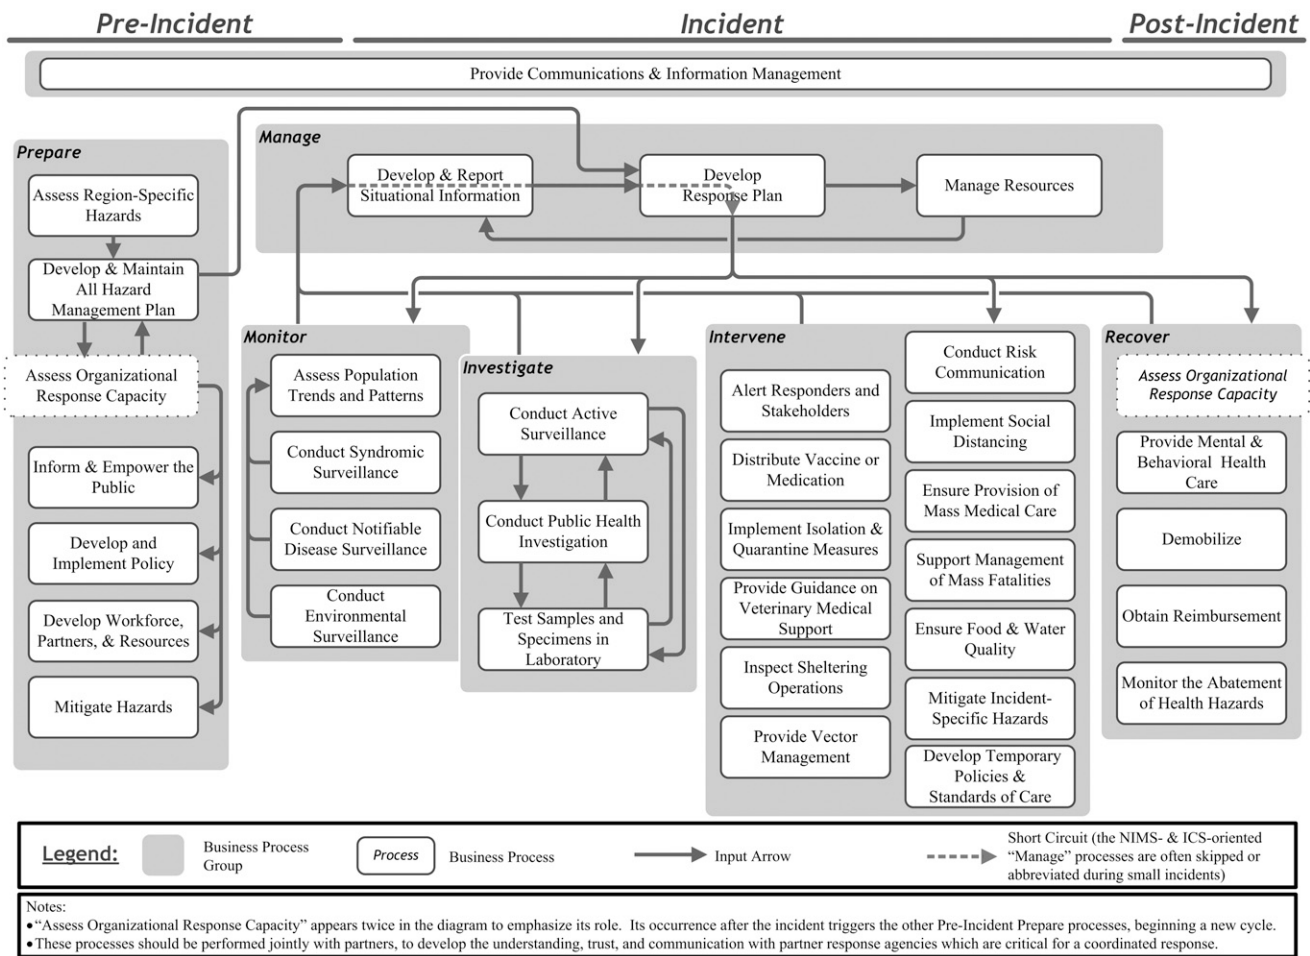 Pre-Incident
Incident
Post-Incident
Provide Communications & Information Management
Prepare
Assess Region-Specific
Hazards
Develop & Maintain
All Hazard
Management Plan
Assess Organizational
Response Capacity
Inform & Empower the
Public
Develop and
Implement Policy
Develop Workforce,
Partners, & Resources
Mitigate Hazards
Manage
Develop & Report
Situational Information
Develop
Response Plan
Manage Resources
Monitor
Assess Population
Trends and Patterns
Conduct Syndromic
Surveillance
Conduct Notifiable
Disease Surveillance
Conduct
Environmental
Surveillance
Investigate
Conduct Active
Surveillance
Conduct Public Health
Investigation
Test Samples and
Specimens in
Laboratory
Intervene
Alert Responders and
Stakeholders
Distribute Vaccine or
Medication
Implement Isolation &
Quarantine Measures
Provide Guidance on
Veterinary Medical
Support
Inspect Sheltering
Operations
Provide Vector
Management
Conduct Risk
Communication
Implement Social
Distancing
Ensure Provision of
Mass Medical Care
Support Management
of Mass Fatalities
Ensure Food & Water
Quality
Mitigate Incident-
Specific Hazards
Develop Temporary
Policies &
Standards of Care
Recover
Assess Organizational
Response Capacity
Provide Mental &
Behavioral Health
Care
Demobilize
Obtain Reimbursement
Monitor the Abatement
of Health Hazards
Legend:
Business Process
Group
Process
Business Process
Input Arrow
Short Circuit (the NIMS- & ICS-oriented
“Manage” processes are often skipped or
abbreviated during small incidents)
Notes:
•“Assess Organizational Response Capacity” appears twice in the diagram to emphasize its role. Its occurrence after the incident triggers the other Pre-Incident Prepare processes, beginning a new cycle.
•These processes should be performed jointly with partners, to develop the understanding, trust, and communication with partner response agencies which are critical for a coordinated response.